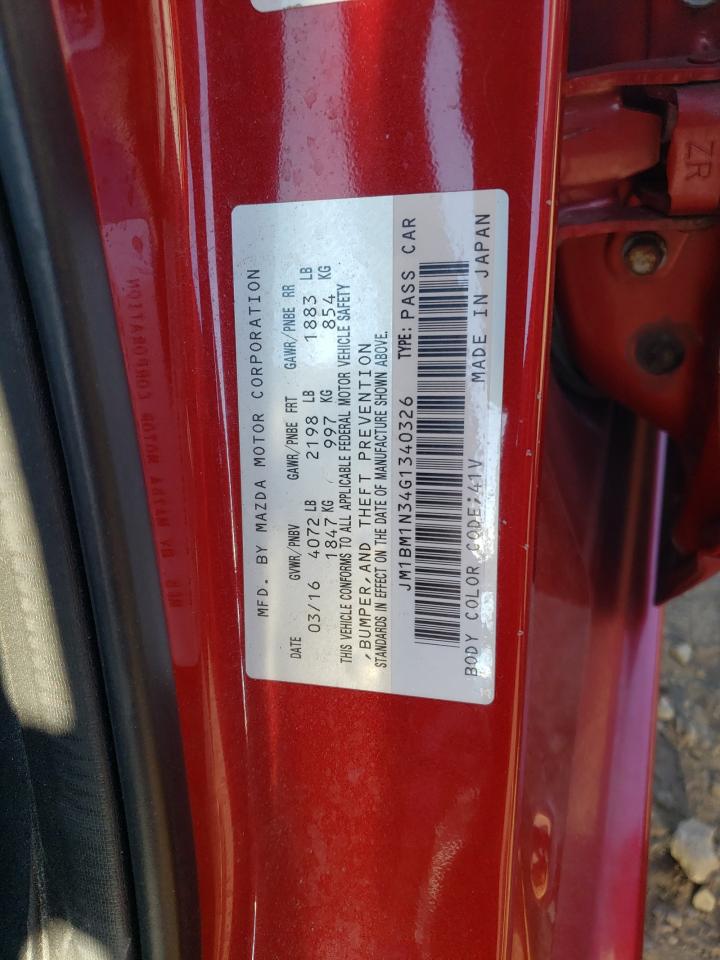 MFD. BY MAZDA MOTOR CORPORATION
DATE GVWR/PNBV GAWR/PNBE FRT GAWR/PNBE RR
03/16 4072 LB 2198 LB 1883 LB
1847 KG 997 KG 854 KG
THIS VEHICLE CONFORMS TO ALL APPLICABLE FEDERAL MOTOR VEHICLE SAFETY
,BUMPER,AND THEFT PREVENTION
STANDARDS IN EFFECT ON THE DATE OF MANUFACTURE SHOWN ABOVE.
JM1BM1N34G1340326 TYPE: PASS CAR
BODY COLOR CODE:41V MADE IN JAPAN
ZR